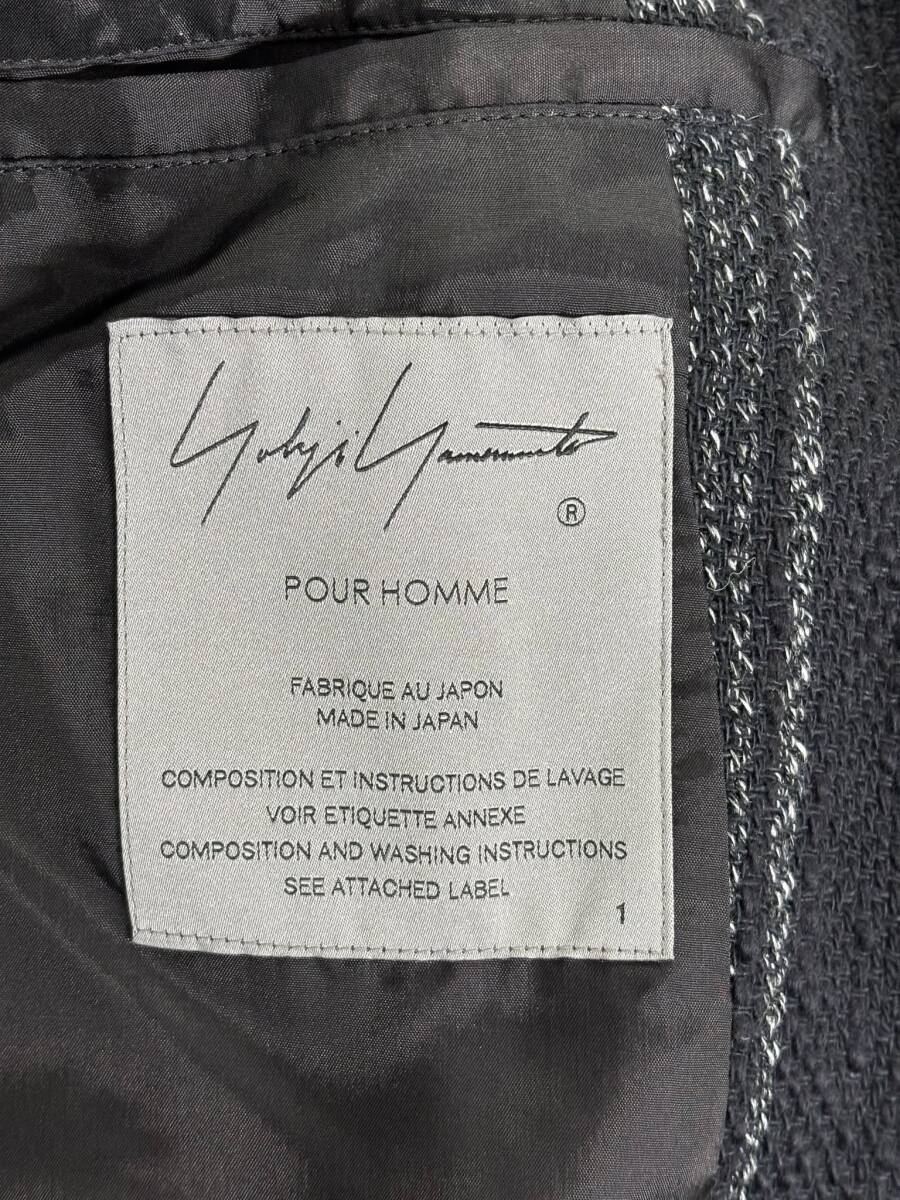 Yohji Yamamoto
®
POUR HOMME
FABRIQUE AU JAPON
MADE IN JAPAN
COMPOSITION ET INSTRUCTIONS DE LAVAGE
VOIR ETIQUETTE ANNEXE
COMPOSITION AND WASHING INSTRUCTIONS
SEE ATTACHED LABEL
1